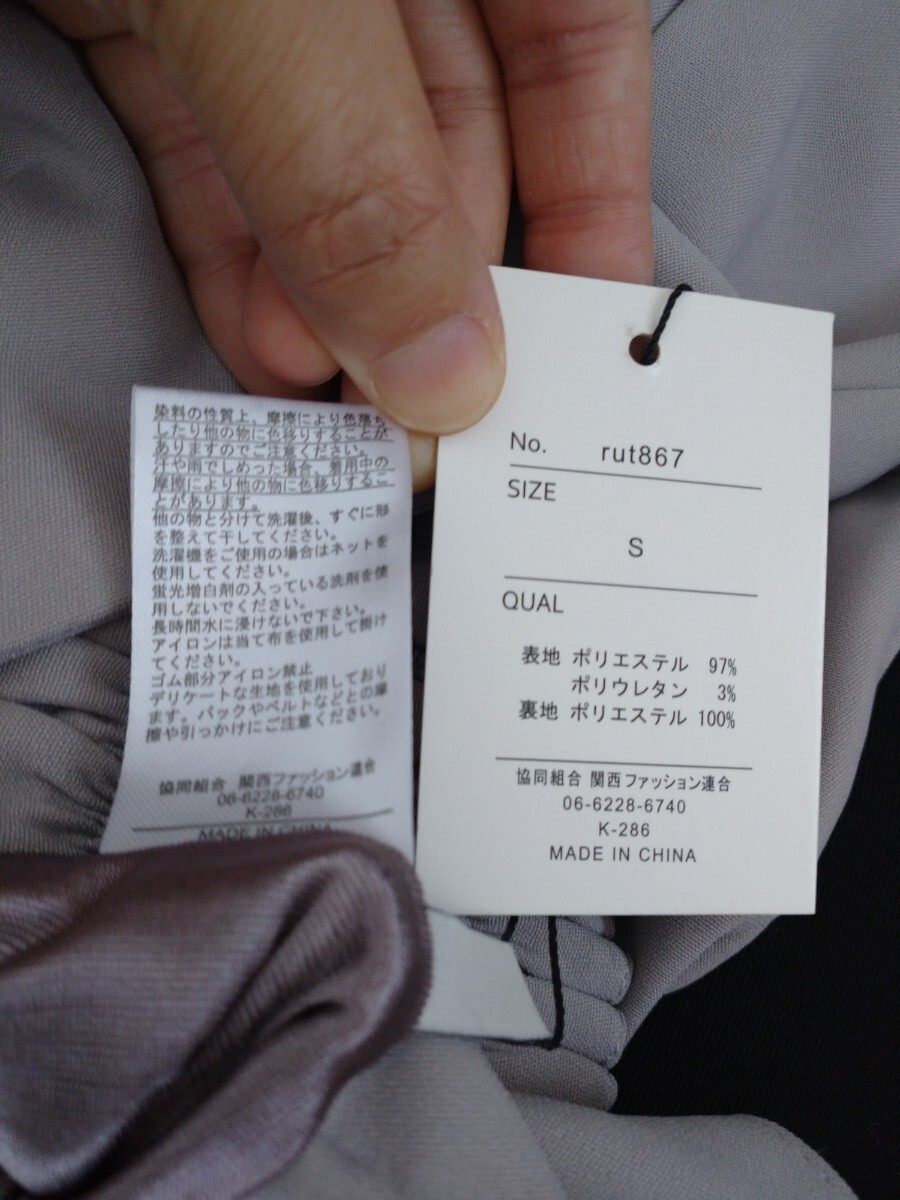 染料の性質上、摩擦により色落ち
したり他の物に色移りすることが
ありますのでご注意ください。
汗や雨でしめった場合、着用中の
摩擦により他の物に色移りするこ
とがあります。
他の物と分けて洗濯後、すぐに形
を整えて干してください。
洗濯機をご使用の場合はネットを
使用してください。
蛍光増白剤の入っている洗剤を使
用しないでください。
長時間水に浸けないで下さい。
アイロンは当て布を使用して掛け
てください。
ゴム部分アイロン禁止
デリケートな生地を使用しており
ます。バックやベルトなどとの摩
擦や引っかけにご注意ください。
協同組合 関西ファッション連合
06-6228-6740
K-286
MADE IN CHINA
No. rut867
SIZE
S
QUAL
表地 ポリエステル 97%
ポリウレタン 3%
裏地 ポリエステル 100%
協同組合 関西ファッション連合
06-6228-6740
K-286
MADE IN CHINA